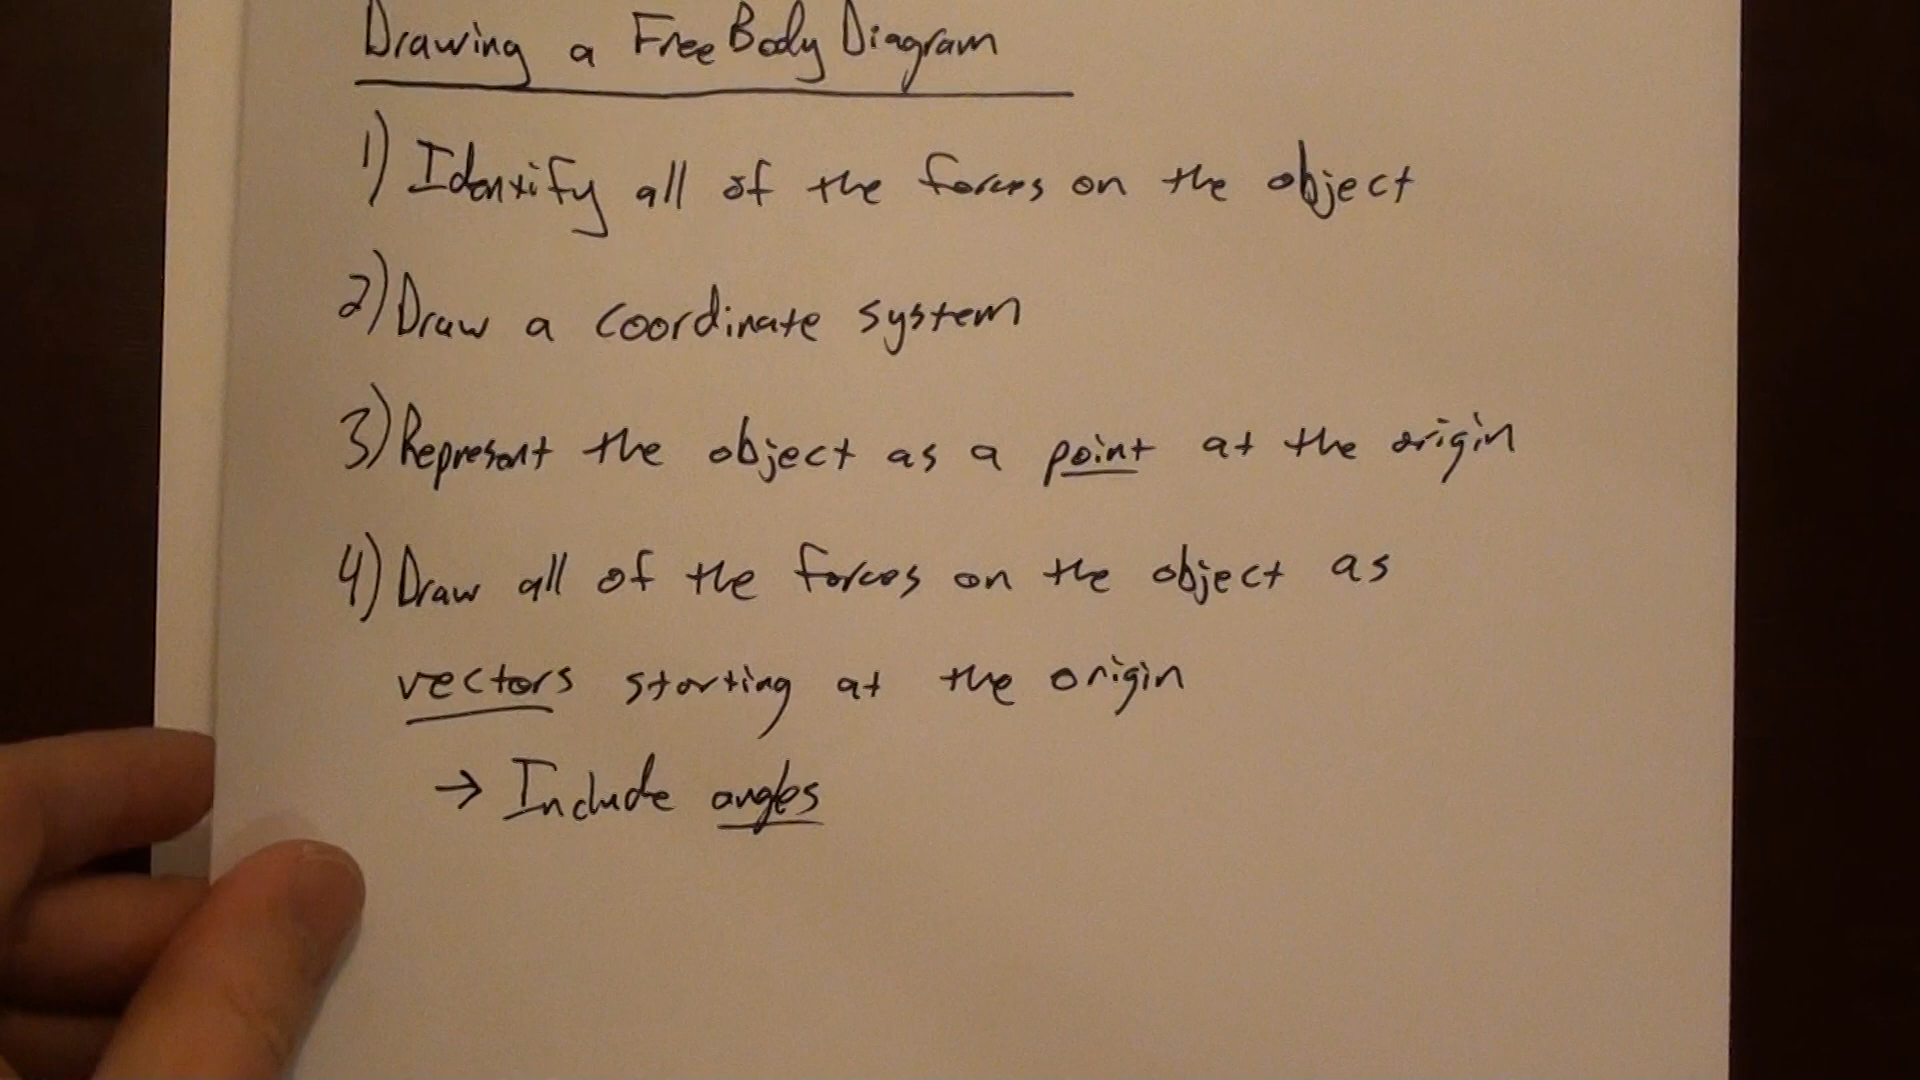 Drawing a Free Body Diagram
1) Identify all of the forces on the object
2) Draw a coordinate system
3) Represent the object as a point at the origin
4) Draw all of the forces on the object as
vectors starting at the origin
→ Include angles